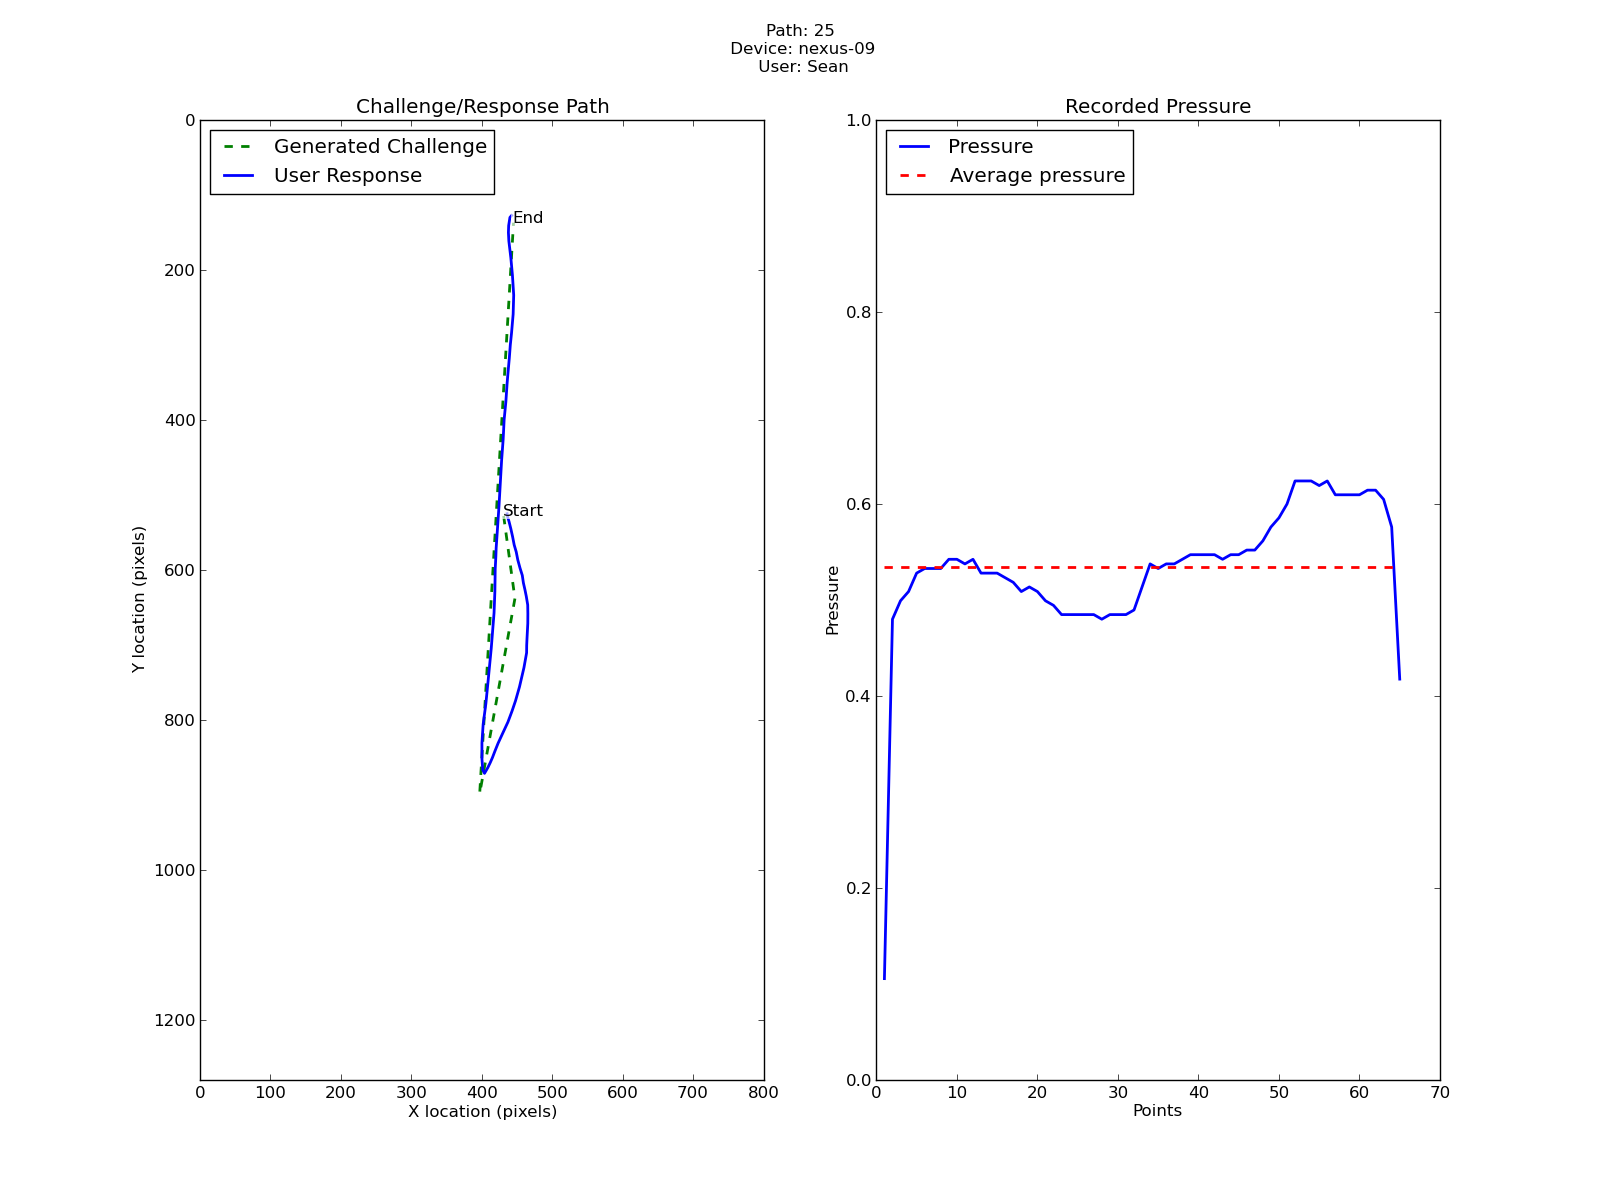 Path: 25
Device: nexus-09
User: Sean
Challenge/Response Path
Generated Challenge
User Response
End
Start
0
200
400
600
800
1000
1200
Y location (pixels)
0 100 200 300 400 500 600 700 800
X location (pixels)
Recorded Pressure
Pressure
Average pressure
1.0
0.8
0.6
0.4
0.2
0.0
Pressure
0 10 20 30 40 50 60 70
Points